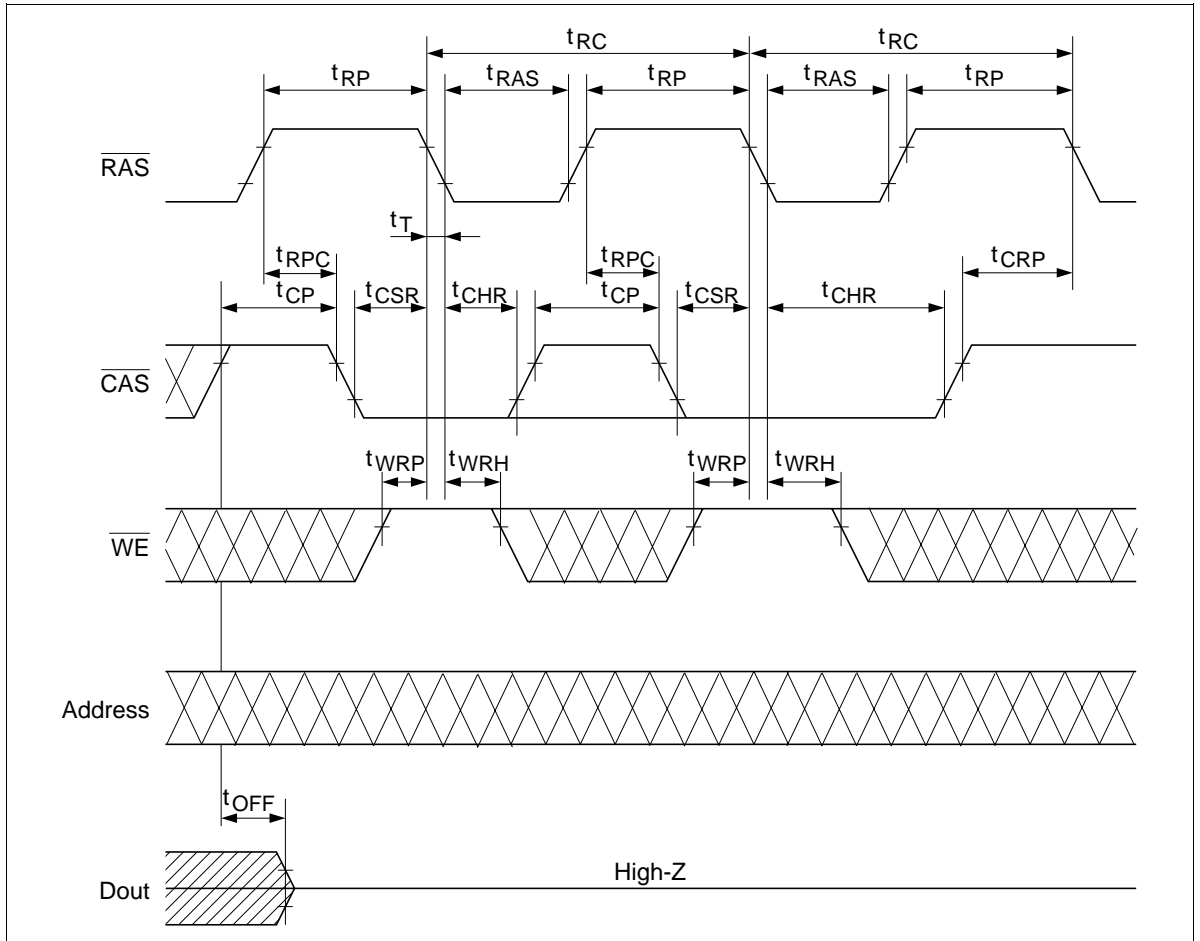 tRC tRC
tRP tRAS tRP tRAS tRP
RAS
tT
tRPC tRPC tCRP
tCP tCSR tCHR tCP tCSR tCHR
CAS
tWRP tWRH tWRP tWRH
WE
Address
tOFF
High-Z
Dout